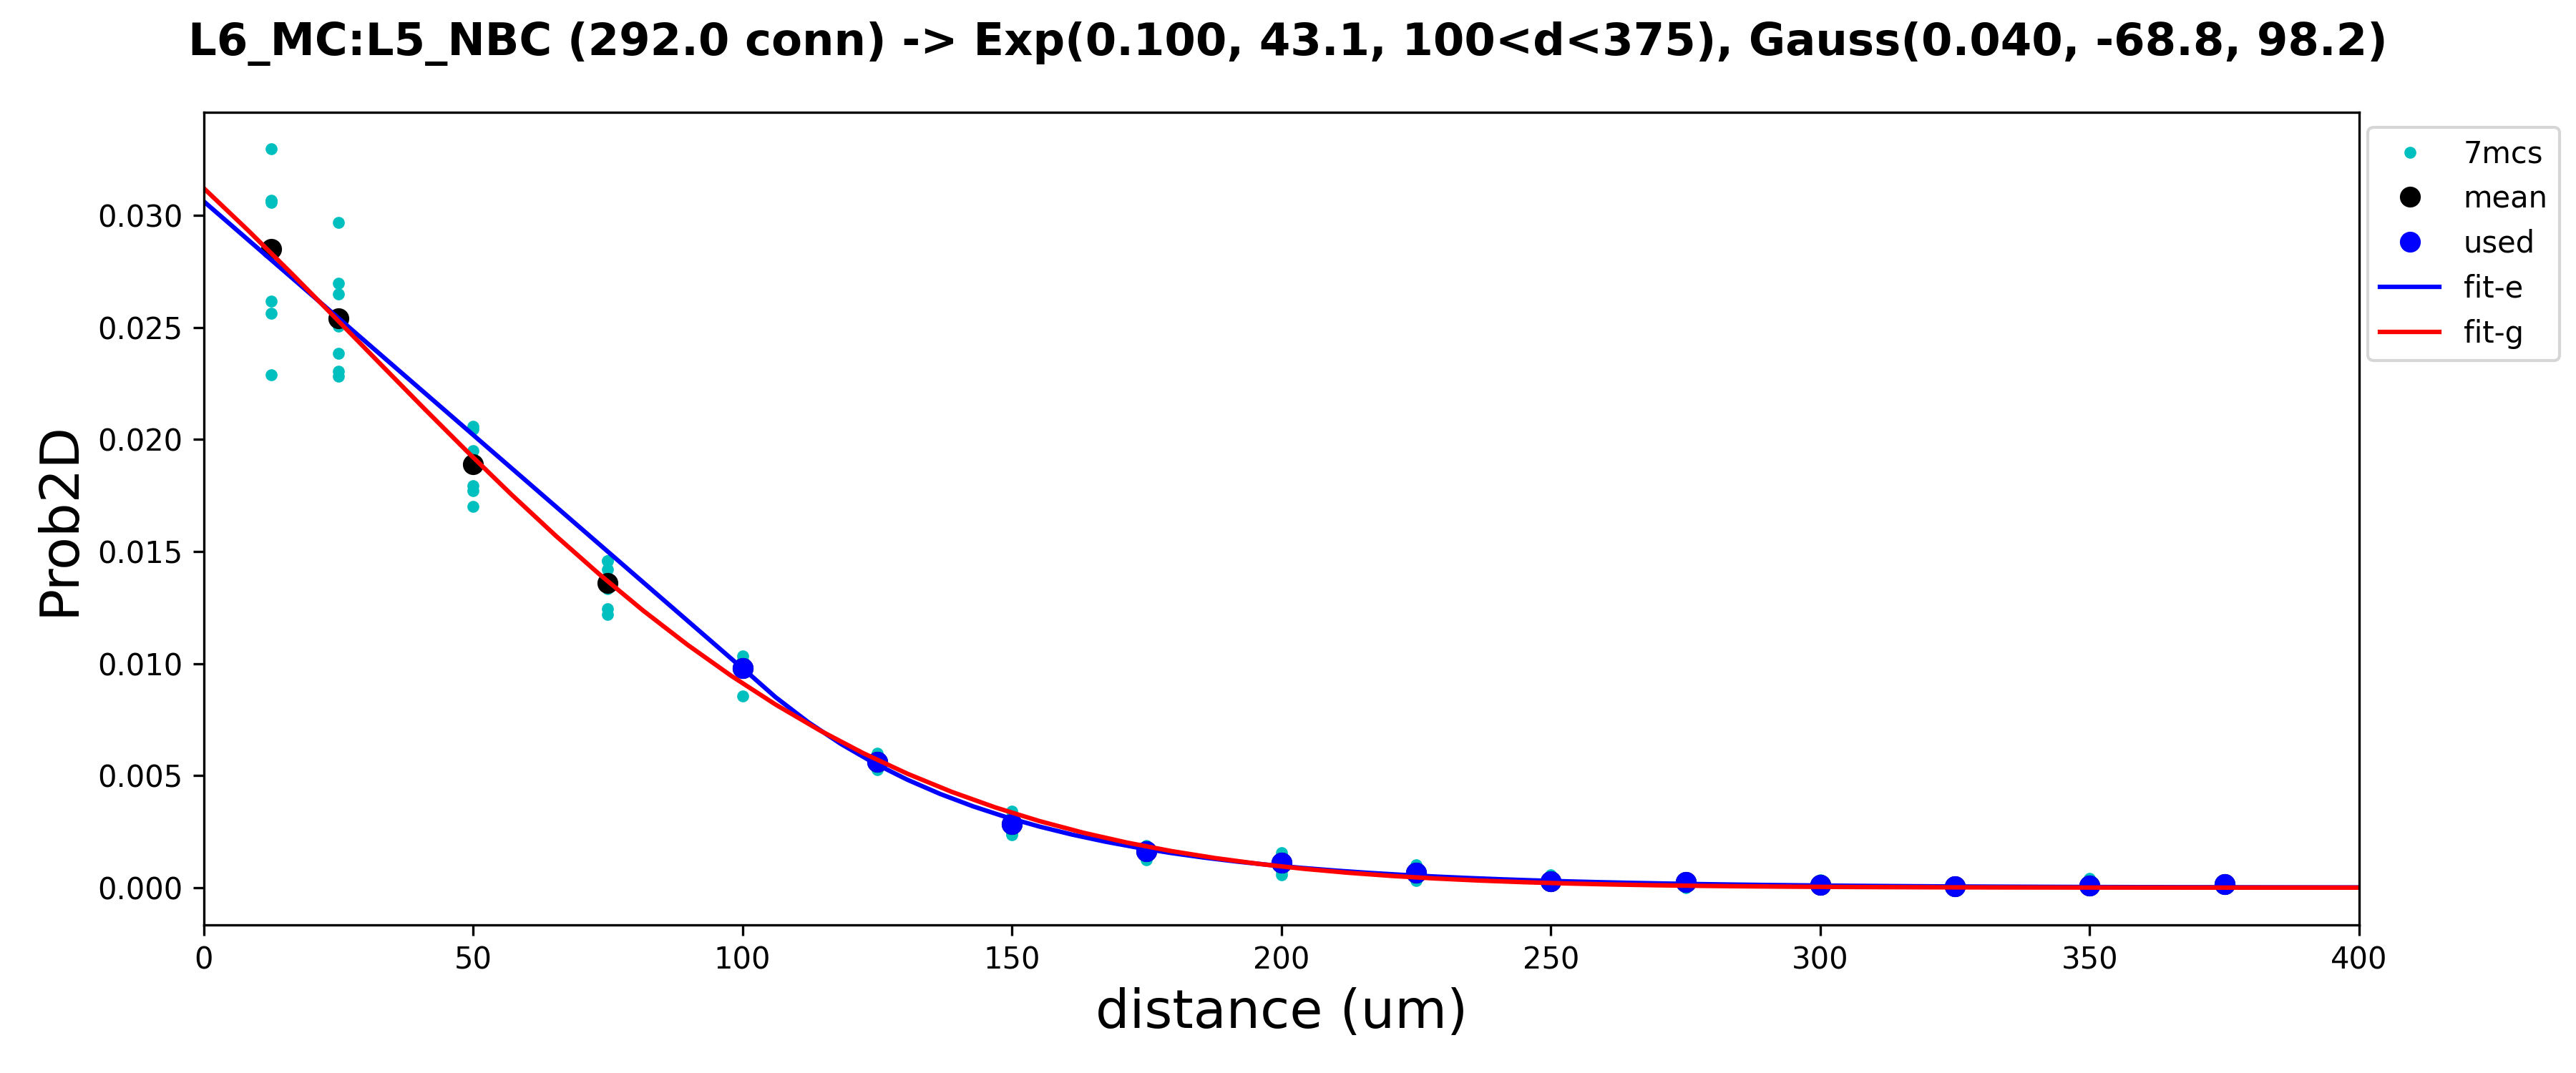 L6_MC:L5_NBC (292.0 conn) -> Exp(0.100, 43.1, 100<d<375), Gauss(0.040, -68.8, 98.2)
7mcs
mean
used
fit-e
fit-g
Prob2D
0.030
0.025
0.020
0.015
0.010
0.005
0.000
0 50 100 150 200 250 300 350 400
distance (um)